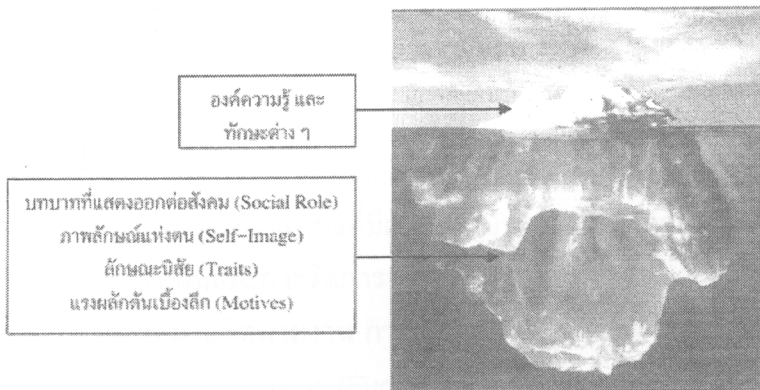 องค์ความรู้ และ
ทักษะต่าง ๆ
บทบาทที่แสดงออกต่อสังคม (Social Role)
ภาพลักษณ์แห่งตน (Self-Image)
ลักษณะนิสัย (Traits)
แรงผลักดันเบื้องลึก (Motives)